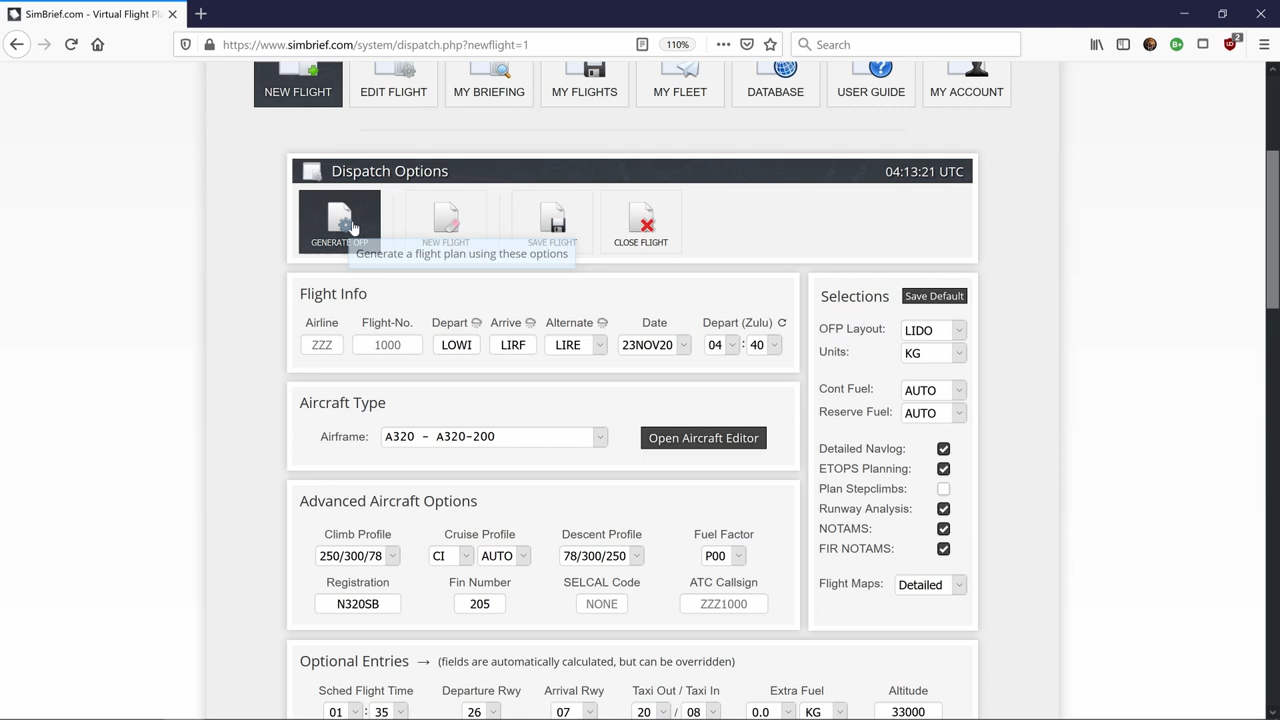 SimBrief.com - Virtual Flight Pl
https://www.simbrief.com/system/dispatch.php?newflight=1
110%
Search
2
NEW FLIGHT
EDIT FLIGHT
MY BRIEFING
MY FLIGHTS
MY FLEET
DATABASE
USER GUIDE
MY ACCOUNT
Dispatch Options
04:13:21 UTC
GENERATE OFP
NEW FLIGHT
SAVE FLIGHT
CLOSE FLIGHT
Generate a flight plan using these options
Flight Info
Airline Flight-No. Depart Arrive Alternate Date Depart (Zulu)
ZZZ 1000 LOWI LIRF LIRE 23NOV20 04 : 40
Aircraft Type
Airframe: A320 - A320-200
Open Aircraft Editor
Advanced Aircraft Options
Climb Profile Cruise Profile Descent Profile Fuel Factor
250/300/78 CI AUTO 78/300/250 P00
Registration Fin Number SELCAL Code ATC Callsign
N320SB 205 NONE ZZZ1000
Selections Save Default
OFP Layout: LIDO
Units: KG
Cont Fuel: AUTO
Reserve Fuel: AUTO
Detailed Navlog:
ETOPS Planning:
Plan Stepclimbs:
Runway Analysis:
NOTAMS:
FIR NOTAMS:
Flight Maps: Detailed
Optional Entries → (fields are automatically calculated, but can be overridden)
Sched Flight Time Departure Rwy Arrival Rwy Taxi Out / Taxi In Extra Fuel Altitude
01 : 35 26 07 20 / 08 0.0 KG 33000